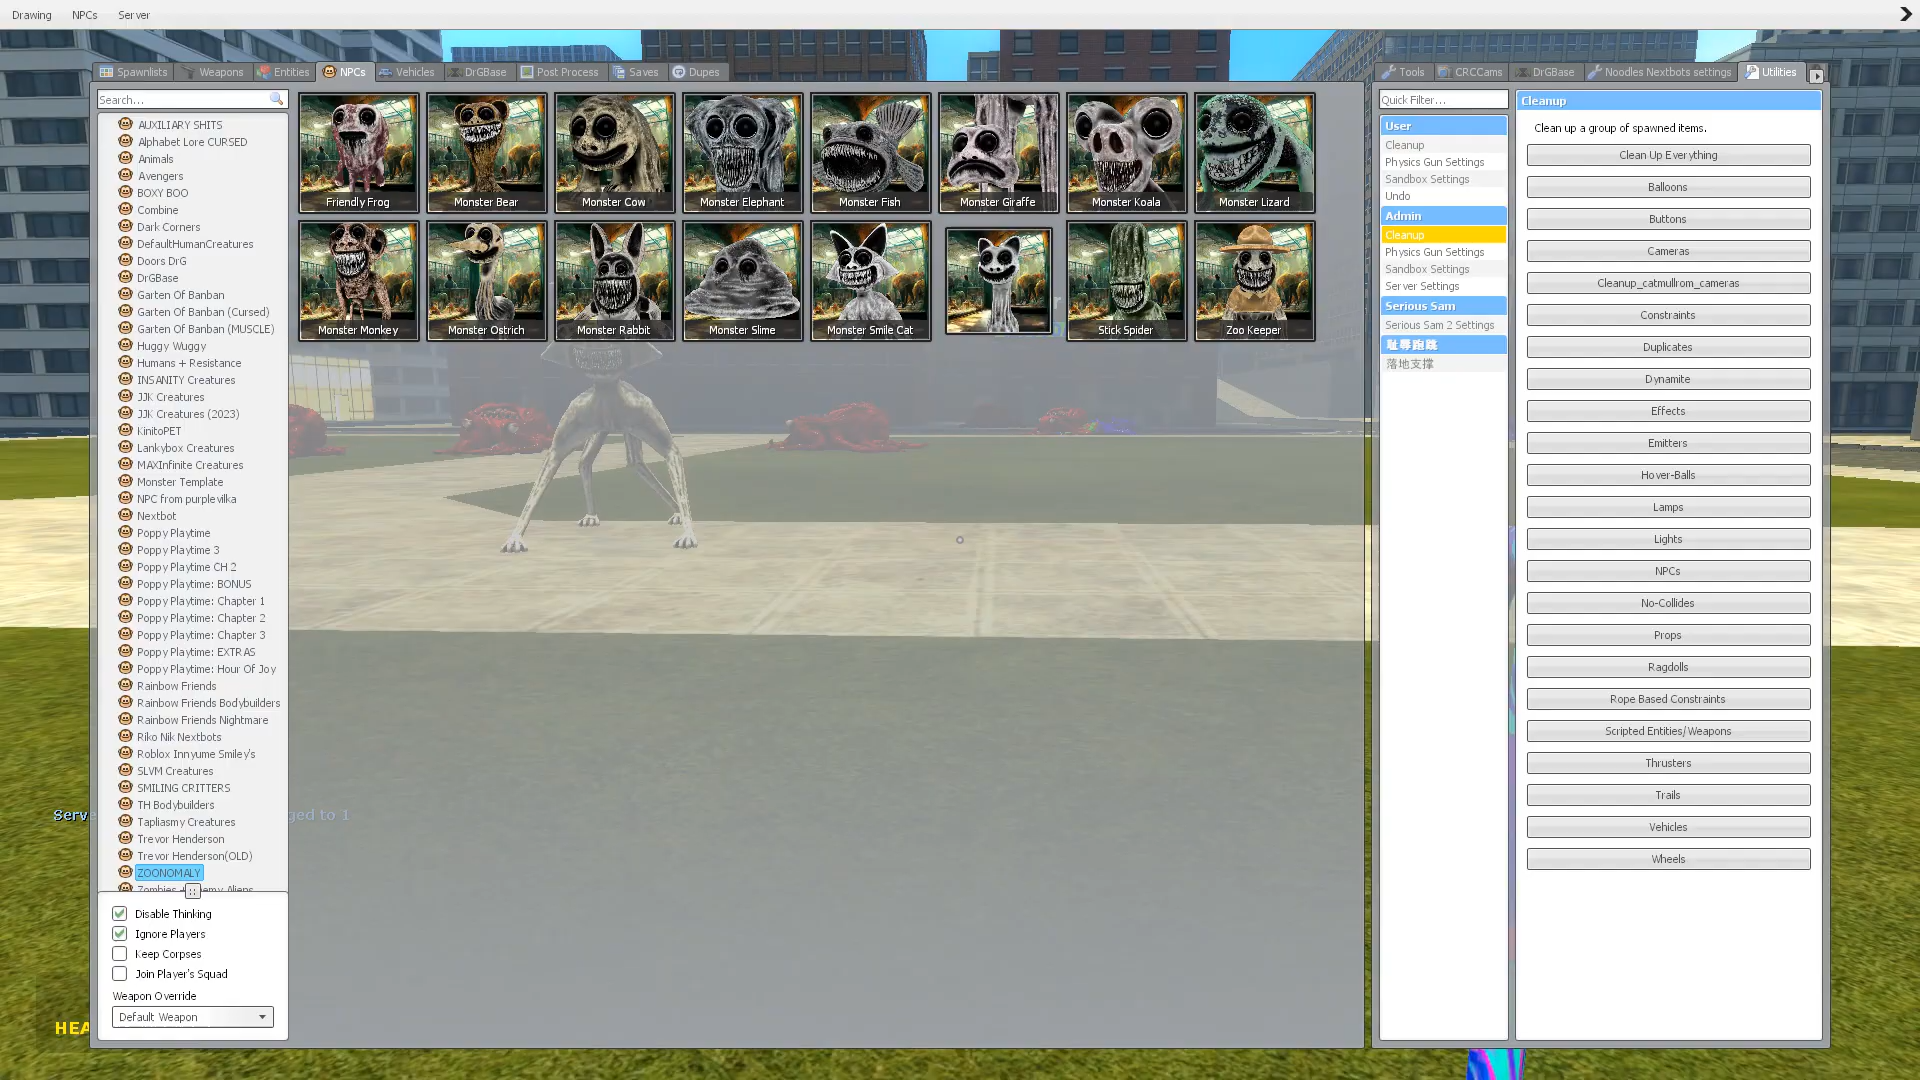 Drawing NPCs Server
Spawnlists Weapons Entities NPCs Vehicles DrGBase Post Process Saves Dupes
Search...
AUXILIARY SHITS
Alphabet Lore CURSED
Animals
Avengers
BOXY BOO
Combine
Dark Corners
DefaultHumanCreatures
Doors DrG
DrGBase
Garten Of Banban
Garten Of Banban (Cursed)
Garten Of Banban (MUSCLE)
Huggy Wuggy
Humans + Resistance
INSANITY Creatures
JJK Creatures
JJK Creatures (2023)
KinitoPET
Lankybox Creatures
MAXInfinite Creatures
Monster Template
NPC from purplevilka
Nextbot
Poppy Playtime
Poppy Playtime 3
Poppy Playtime CH 2
Poppy Playtime: BONUS
Poppy Playtime: Chapter 1
Poppy Playtime: Chapter 2
Poppy Playtime: Chapter 3
Poppy Playtime: EXTRAS
Poppy Playtime: Hour Of Joy
Rainbow Friends
Rainbow Friends Bodybuilders
Rainbow Friends Nightmare
Riko Nik Nextbots
Roblox Innyume Smiley's
SLVM Creatures
SMILING CRITTERS
TH Bodybuilders
Tapliasmy Creatures
Trevor Henderson
Trevor Henderson(OLD)
ZOONOMALY
Disable Thinking
Ignore Players
Keep Corpses
Join Player's Squad
Weapon Override
Default Weapon
Friendly Frog Monster Bear Monster Cow Monster Elephant Monster Fish Monster Giraffe Monster Koala Monster Lizard
Monster Monkey Monster Ostrich Monster Rabbit Monster Slime Monster Smile Cat Stick Spider Zoo Keeper
Serve ged to 1
HEA
Tools CRCCams DrGBase Noodles Nextbots settings Utilities
Quick Filter...
User
Cleanup
Physics Gun Settings
Sandbox Settings
Undo
Admin
Cleanup
Physics Gun Settings
Sandbox Settings
Server Settings
Serious Sam
Serious Sam 2 Settings
耻辱跑跳
落地支撑
Cleanup
Clean up a group of spawned items.
Clean Up Everything
Balloons
Buttons
Cameras
Cleanup_catmullrom_cameras
Constraints
Duplicates
Dynamite
Effects
Emitters
Hover-Balls
Lamps
Lights
NPCs
No-Collides
Props
Ragdolls
Rope Based Constraints
Scripted Entities/Weapons
Thrusters
Trails
Vehicles
Wheels